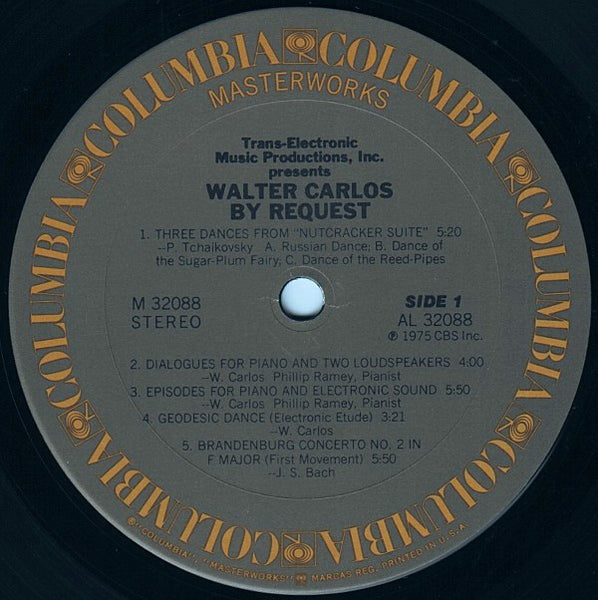 COLUMBIA COLUMBIA COLUMBIA COLUMBIA COLUMBIA COLUMBIA COLUMBIA COLUMBIA
MASTERWORKS
Trans-Electronic
Music Productions, Inc.
presents
WALTER CARLOS
BY REQUEST
1. THREE DANCES FROM "NUTCRACKER SUITE" 5:20
--P. Tchaikovsky A. Russian Dance; B. Dance of
the Sugar-Plum Fairy; C. Dance of the Reed-Pipes
M 32088
STEREO
SIDE 1
AL 32088
℗ 1975 CBS Inc.
2. DIALOGUES FOR PIANO AND TWO LOUDSPEAKERS 4:00
--W. Carlos Phillip Ramey, Pianist
3. EPISODES FOR PIANO AND ELECTRONIC SOUND 5:50
--W. Carlos Phillip Ramey, Pianist
4. GEODESIC DANCE (Electronic Etude) 3:21
--W. Carlos
5. BRANDENBURG CONCERTO NO. 2 IN
F MAJOR (First Movement) 5:50
--J. S. Bach
®"COLUMBIA", "MASTERWORKS", MARCAS REG. PRINTED IN U.S.A.